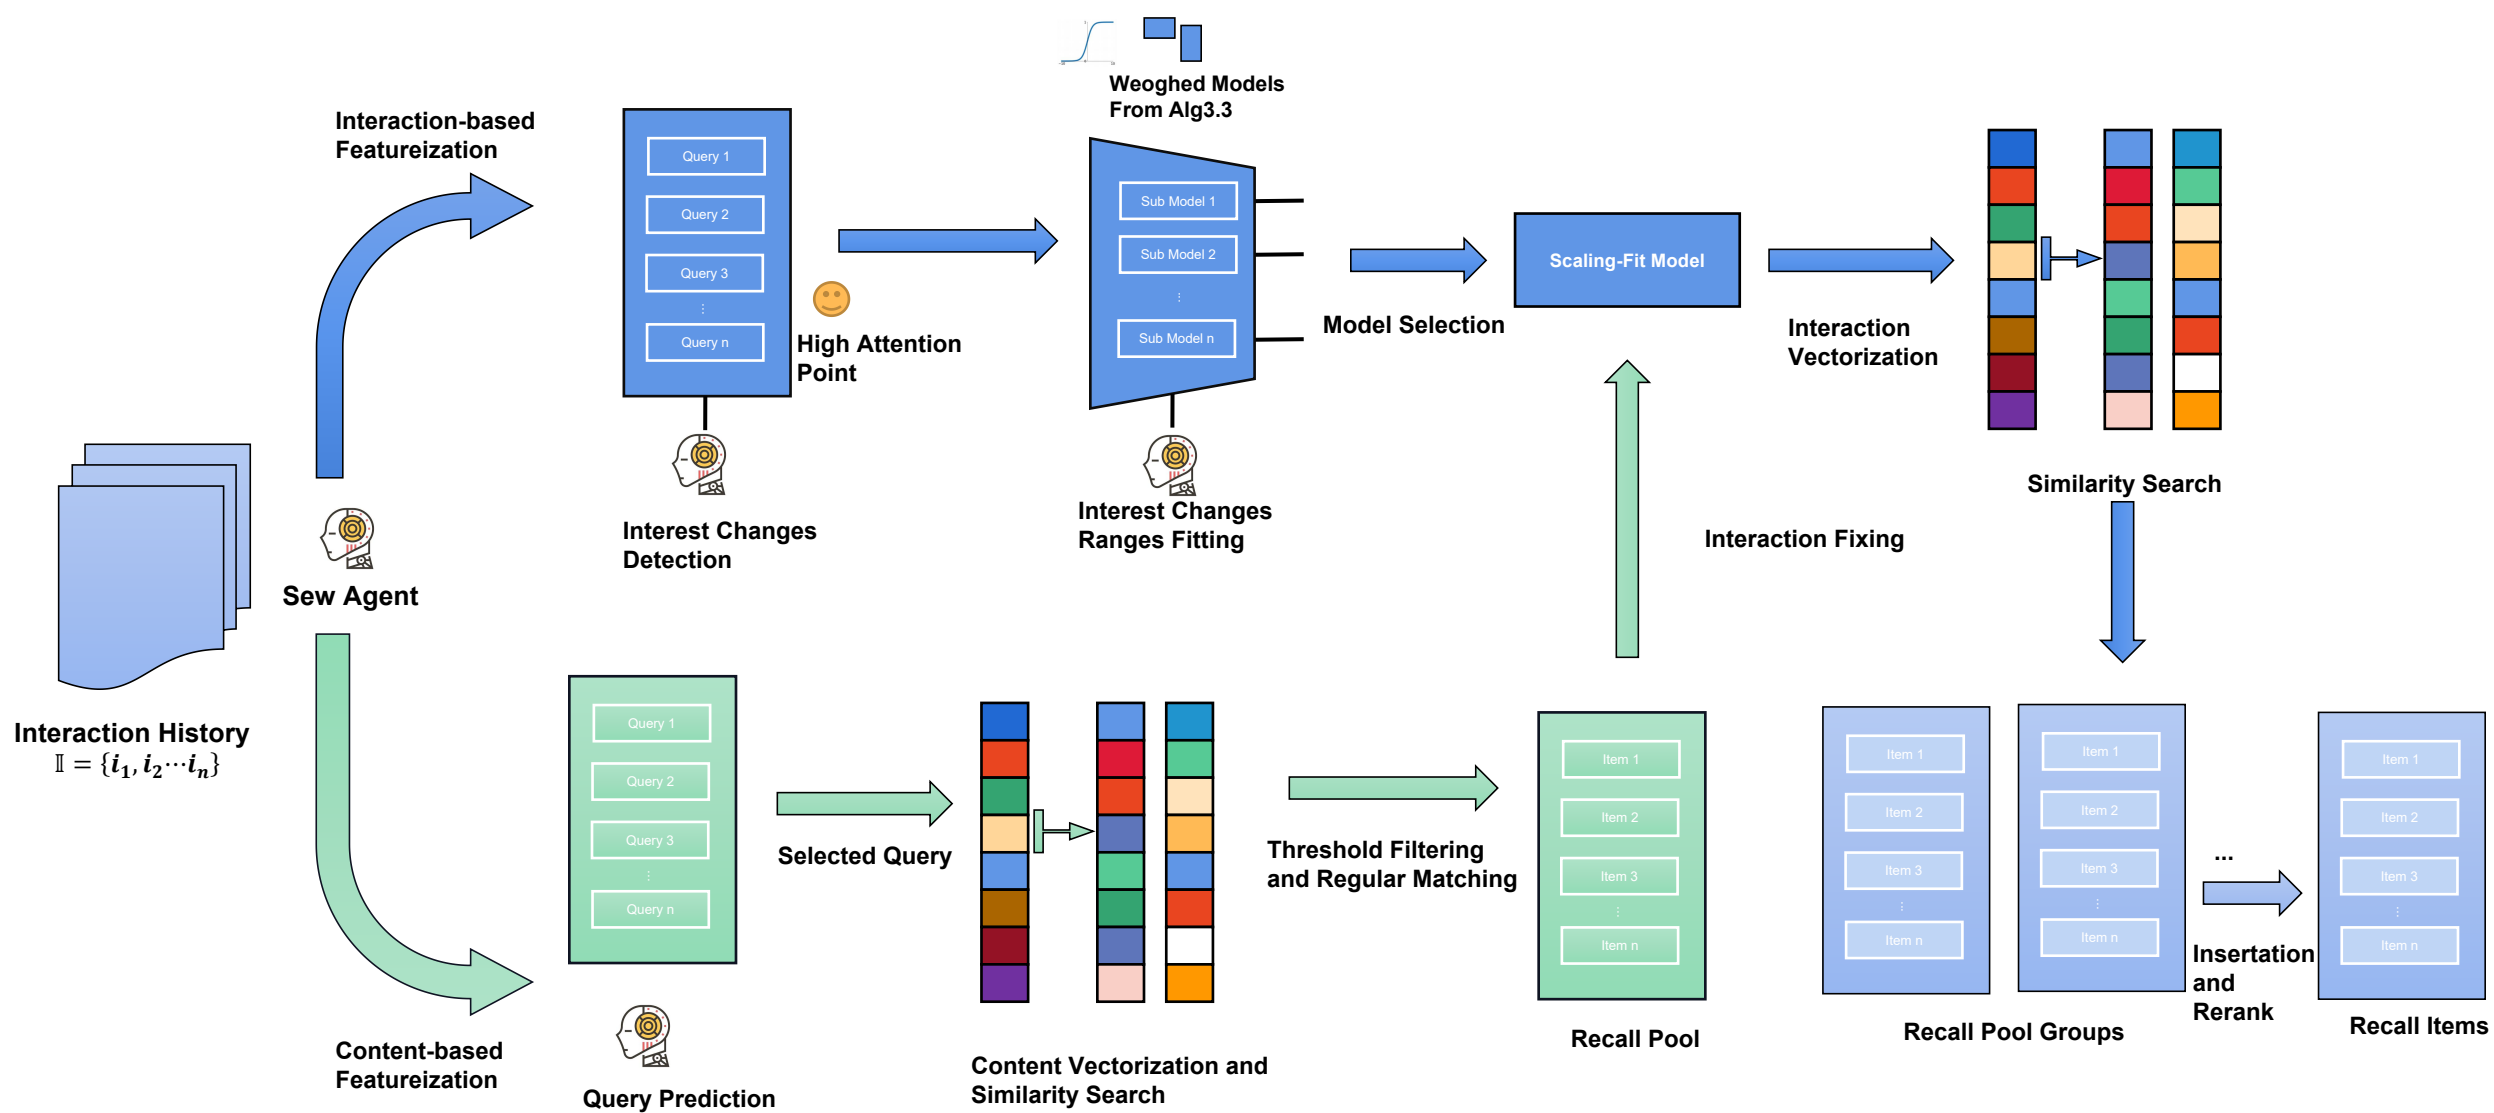 Weoghed Models
From Alg3.3
Interaction-based
Featureization
Query 1
Query 2
Query 3
⋮
Query n
High Attention
Point
Interest Changes
Detection
Sub Model 1
Sub Model 2
⋮
Sub Model n
Interest Changes
Ranges Fitting
Model Selection
Scaling-Fit Model
Interaction
Vectorization
Similarity Search
Interaction Fixing
Sew Agent
Interaction History
𝕀 = {i₁, i₂⋯iₙ}
Content-based
Featureization
Query 1
Query 2
Query 3
⋮
Query n
Query Prediction
Selected Query
Content Vectorization and
Similarity Search
Threshold Filtering
and Regular Matching
Item 1
Item 2
Item 3
⋮
Item n
Recall Pool
Item 1
Item 2
Item 3
⋮
Item n
Item 1
Item 2
Item 3
⋮
Item n
Recall Pool Groups
...
Insertation
and
Rerank
Item 1
Item 2
Item 3
⋮
Item n
Recall Items